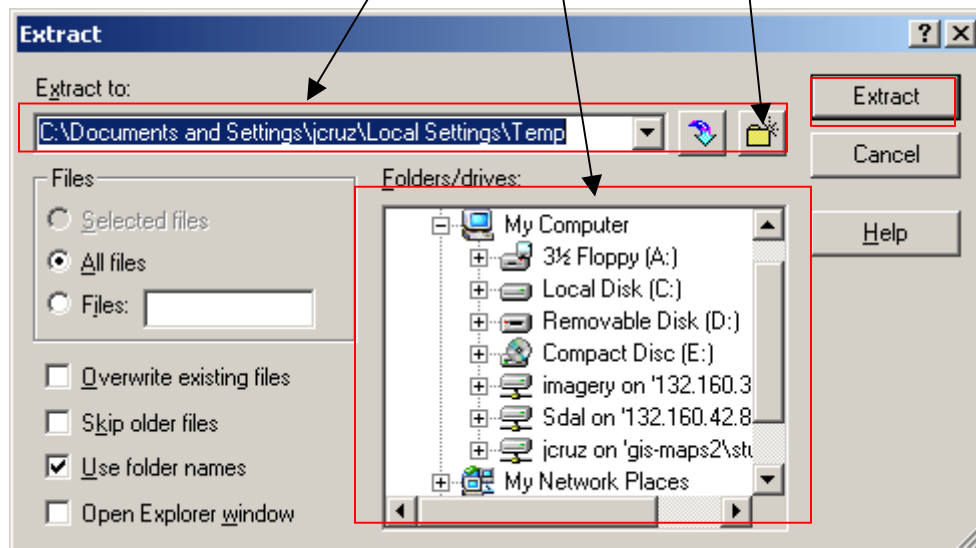 Extract
Extract to:
C:\Documents and Settings\jcruz\Local Settings\Temp
Extract
Cancel
Help
Files
Selected files
All files
Files:
Overwrite existing files
Skip older files
Use folder names
Open Explorer window
Folders/drives:
My Computer
3½ Floppy (A:)
Local Disk (C:)
Removable Disk (D:)
Compact Disc (E:)
imagery on '132.160.3
Sdal on '132.160.42.8
jcruz on 'gis-maps2\stu
My Network Places